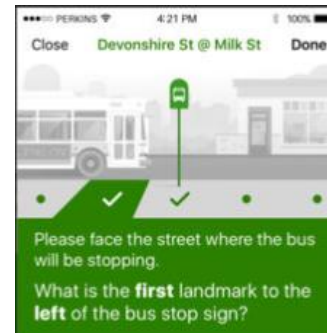 PERKINS 4:21 PM 100%
Close Devonshire St @ Milk St Done
Please face the street where the bus
will be stopping.
What is the first landmark to the
left of the bus stop sign?